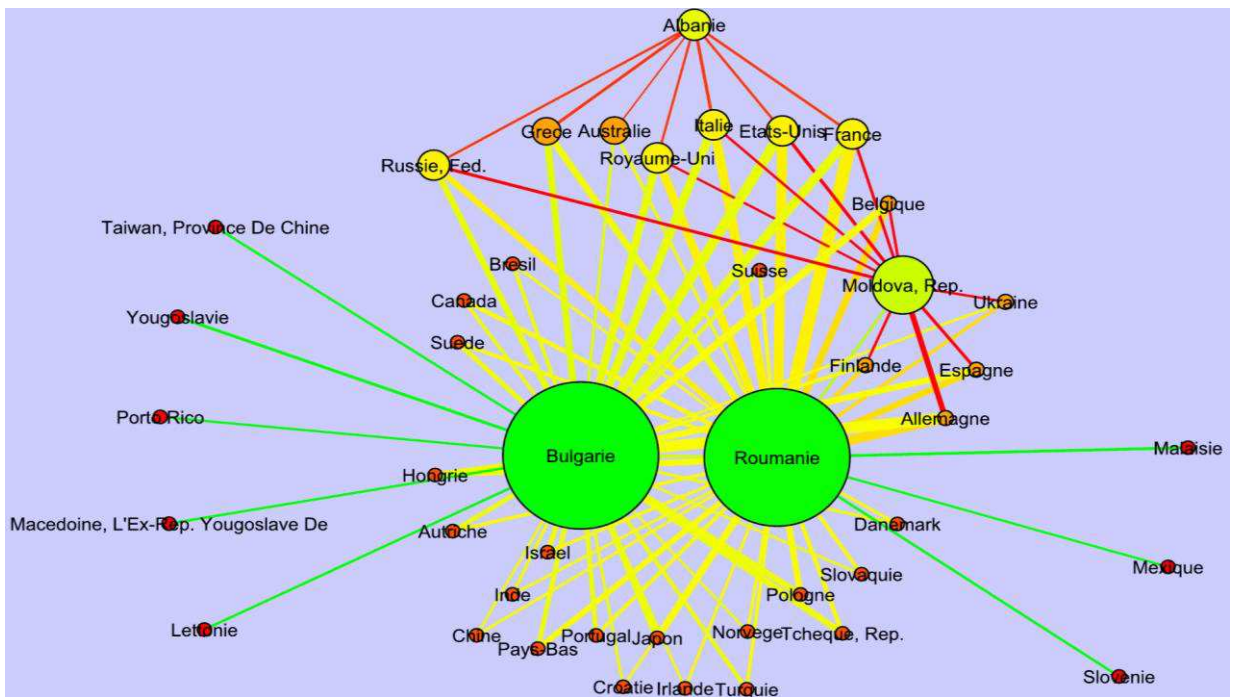 Albanie
Grece
Australie
Italie
Etats-Unis
France
Royaume-Uni
Russie, Fed.
Belgique
Taiwan, Province De Chine
Bresil
Suisse
Moldova, Rep.
Canada
Ukraine
Yougoslavie
Suede
Finlande
Espagne
Porto Rico
Allemagne
Bulgarie
Roumanie
Malaisie
Hongrie
Macedoine, L'Ex-Rep. Yougoslave De
Autriche
Danemark
Israel
Slovaquie
Mexique
Inde
Pologne
Lettonie
Chine
Pays-Bas
Portugal
Japon
Norvege
Tcheque, Rep.
Slovenie
Croatie
Irlande
Turquie